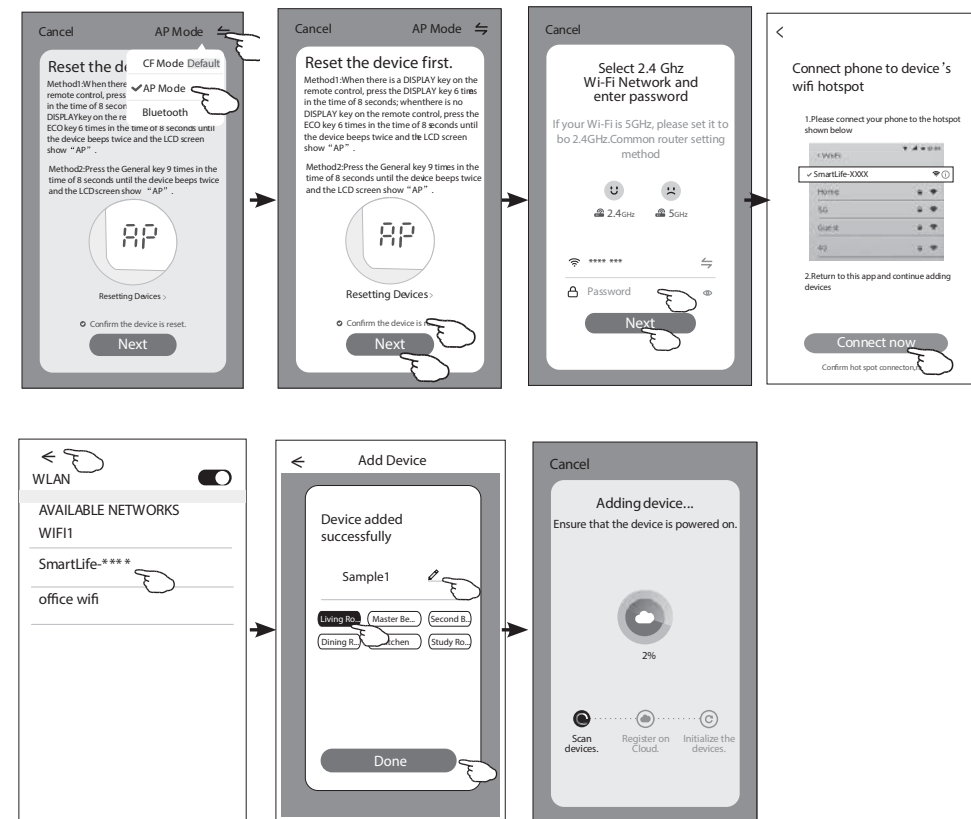 Cancel
AP Mode
CF Mode Default
AP Mode
Bluetooth
Reset the de
Method1:When there
remote control, press
in the time of 8 secon
DISPLAYkey on the re
ECO key 6 times in the time of 8 seconds until
the device beeps twice and the LCD screen
show “AP”.
Method2:Press the General key 9 times in the
time of 8 seconds until the device beeps twice
and the LCD screen show “AP”.
AP
Resetting Devices >
Confirm the device is reset.
Next
Cancel
AP Mode
Reset the device first.
Method1:When there is a DISPLAY key on the
remote control, press the DISPLAY key 6 times
in the time of 8 seconds; whenthere is no
DISPLAY key on the remote control, press the
ECO key 6 times in the time of 8 seconds until
the device beeps twice and the LCD screen
show “AP”.
Method2:Press the General key 9 times in the
time of 8 seconds until the device beeps twice
and the LCD screen show “AP”.
AP
Resetting Devices >
Confirm the device is re
Next
Cancel
Select 2.4 Ghz
Wi-Fi Network and
enter password
If your Wi-Fi is 5GHz, please set it to
bo 2.4GHz.Common router setting
method
2.4GHz
5GHz
**** ***
Password
Next
<
Connect phone to device’s
wifi hotspot
1.Please connect your phone to the hotspot
shown below
< WI-FI
SmartLife-XXXX
Home
5G
Guest
4G
2.Return to this app and continue adding
devices
Connect now
Confirm hot spot connecton,n
WLAN
AVAILABLE NETWORKS
WIFI1
SmartLife-****
office wifi
Add Device
Device added
successfully
Sample1
Living Ro...
Master Be...
Second B...
Dining R...
tchen
Study Ro...
Done
Cancel
Adding device...
Ensure that the device is powered on.
2%
Scan
devices.
Register on
Cloud.
Initialize the
devices.